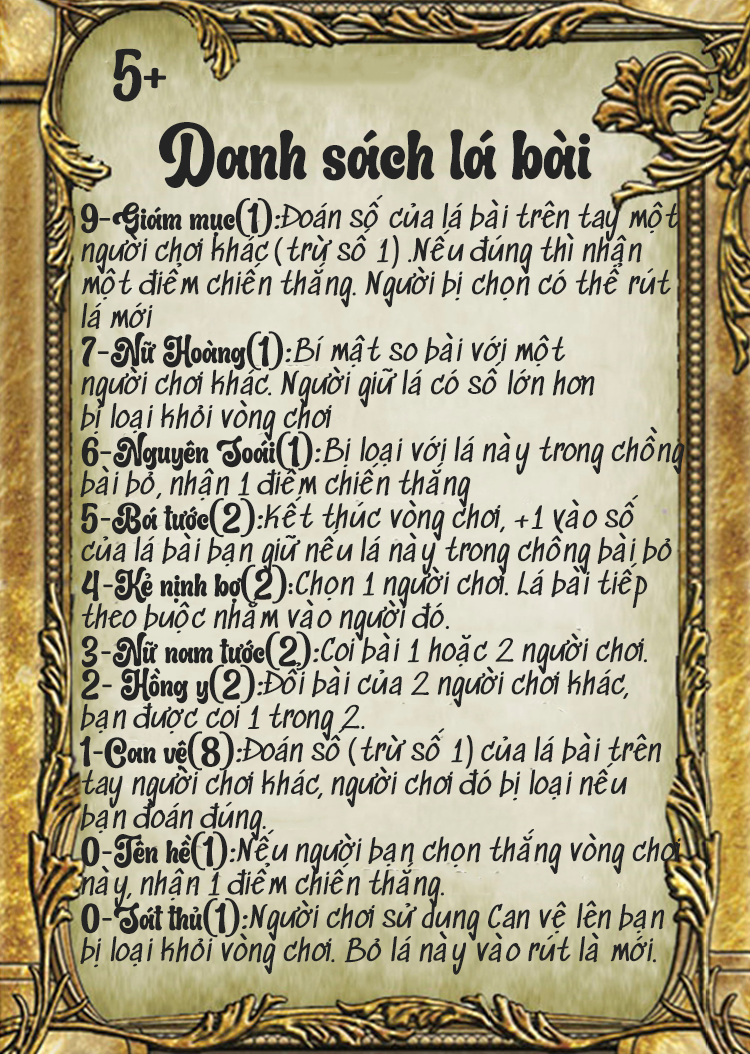 5+
Danh sách lá bài
9-Giám mục(1):Đoán số của lá bài trên tay một
người chơi khác (trừ số 1) .Nếu đúng thì nhận
một điểm chiến thắng. Người bị chọn có thể rút
lá mới
7-Nữ Hoàng(1):Bí mật so bài với một
người chơi khác. Người giữ lá có số lớn hơn
bị loại khỏi vòng chơi
6-Nguyên Soái(1):Bị loại với lá này trong chồng
bài bỏ, nhận 1 điểm chiến thắng
5-Bá tước(2):Kết thúc vòng chơi, +1 vào số
của lá bài bạn giữ nếu lá này trong chồng bài bỏ
4-Kẻ nịnh bợ(2):Chọn 1 người chơi. Lá bài tiếp
theo buộc nhắm vào người đó.
3-Nữ nam tước(2):Coi bài 1 hoặc 2 người chơi.
2- Hồng y(2):Đổi bài của 2 người chơi khác,
bạn được coi 1 trong 2.
1-Can vệ(8):Đoán số (trừ số 1) của lá bài trên
tay người chơi khác, người chơi đó bị loại nếu
bạn đoán đúng.
0-Tên hề(1):Nếu người bạn chọn thắng vòng chơi
này, nhận 1 điểm chiến thắng.
0-Sát thủ(1):Người chơi sử dụng Can vệ lên bạn
bị loại khỏi vòng chơi. Bỏ lá này vào rút là mới.